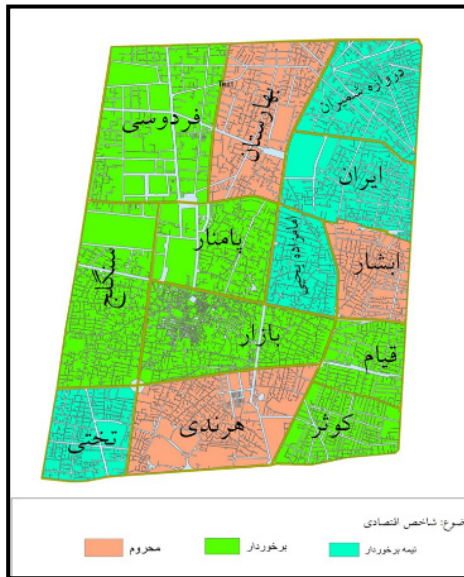 دروازه شمیران
فردوسی
بهارستان
ایران
پامنار
امامزاده یحیی
ابشار
سنگلج
بازار
قیام
هرندی
کوثر
تختی
ضوع: شاخص اقتصادی
نیمه برخوردار
برخوردار
محروم